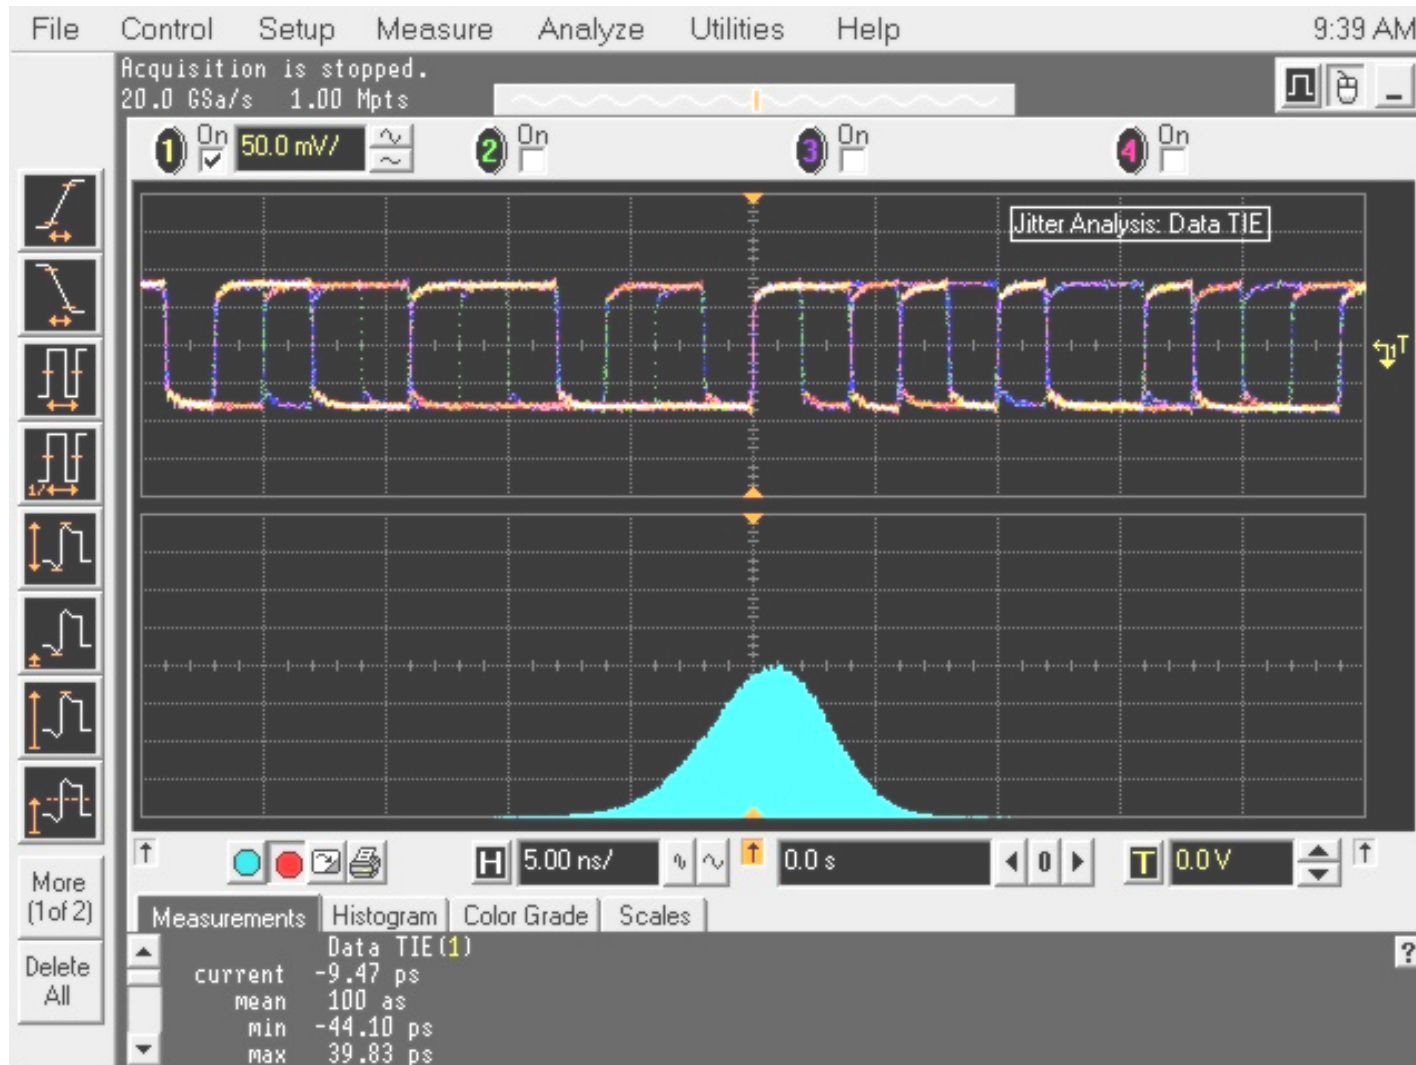 File Control Setup Measure Analyze Utilities Help 9:39 AM
Acquisition is stopped.
20.0 GSa/s 1.00 Mpts
1 On 50.0 mV/ 2 On 3 On 4 On
Jitter Analysis: Data TIE
1T
1/
H 5.00 ns/ 0.0 s 0 T 0.0 V
More
(1of 2)
Delete
All
Measurements Histogram Color Grade Scales
Data TIE(1)
current -9.47 ps
mean 100 as
min -44.10 ps
max 39.83 ps
?